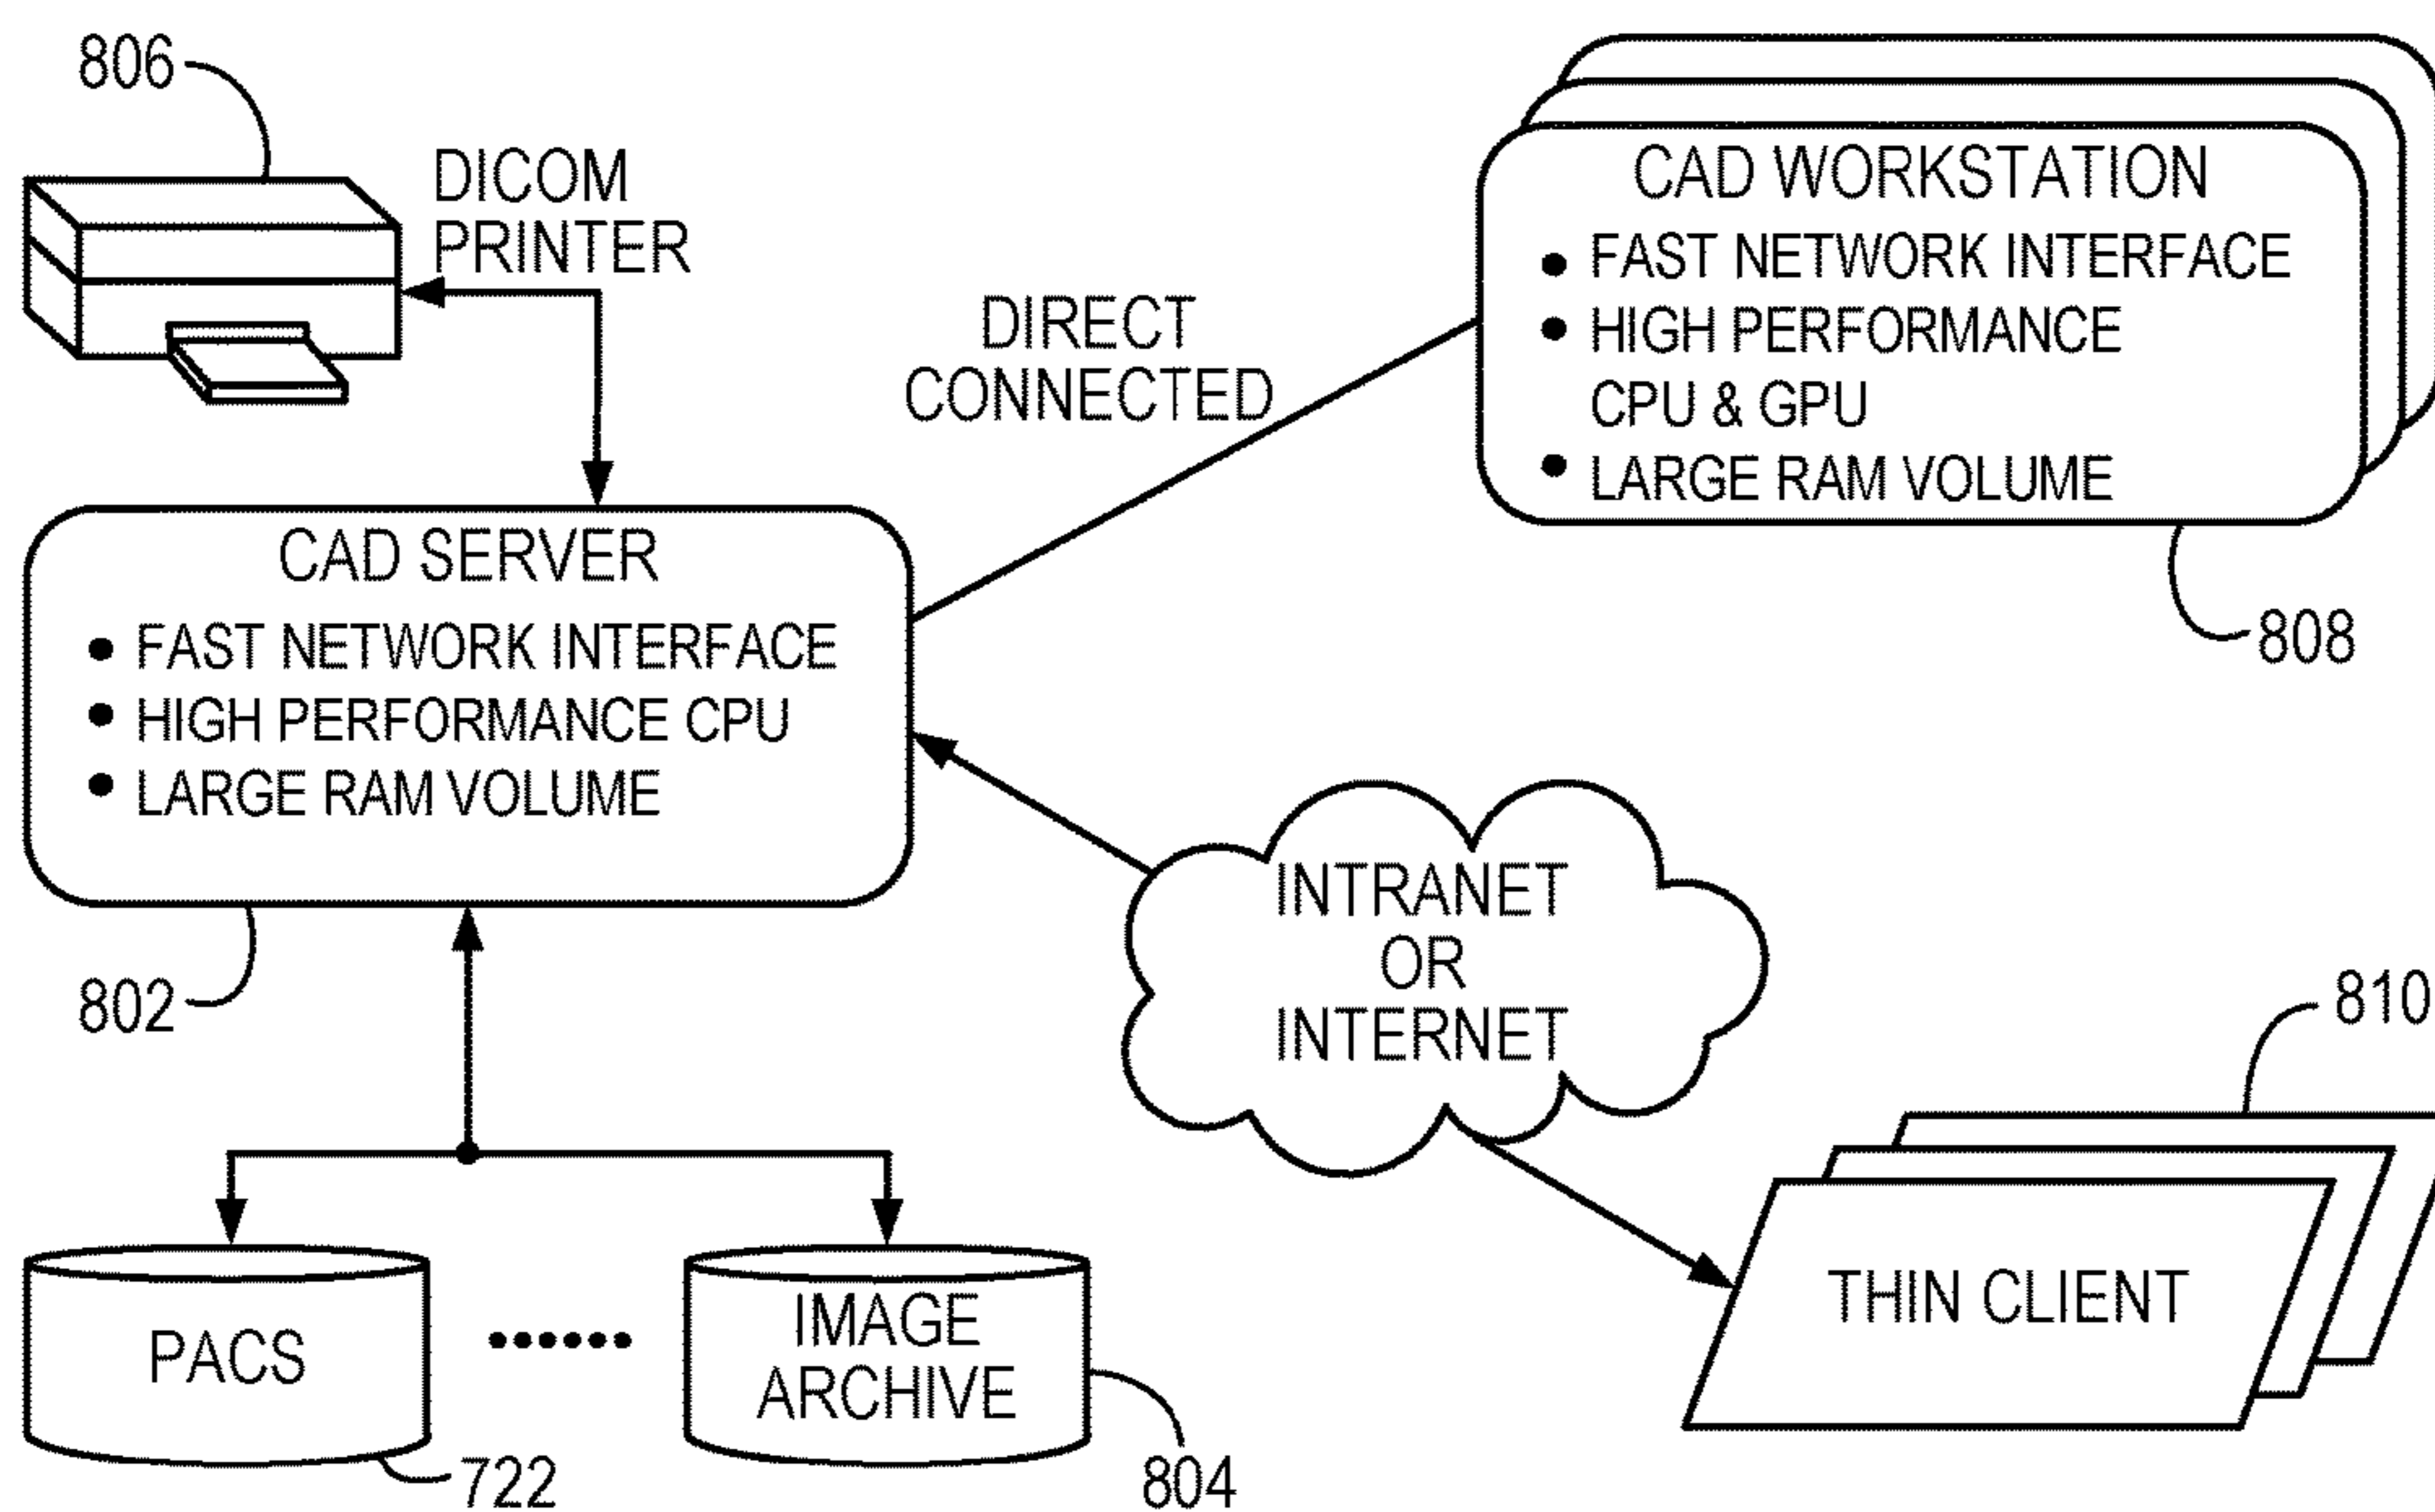 806
DICOM
PRINTER
DIRECT
CONNECTED
CAD WORKSTATION
• FAST NETWORK INTERFACE
• HIGH PERFORMANCE
CPU & GPU
• LARGE RAM VOLUME
808
CAD SERVER
• FAST NETWORK INTERFACE
• HIGH PERFORMANCE CPU
• LARGE RAM VOLUME
802
INTRANET
OR
INTERNET
810
THIN CLIENT
PACS
••••••
IMAGE
ARCHIVE
722
804